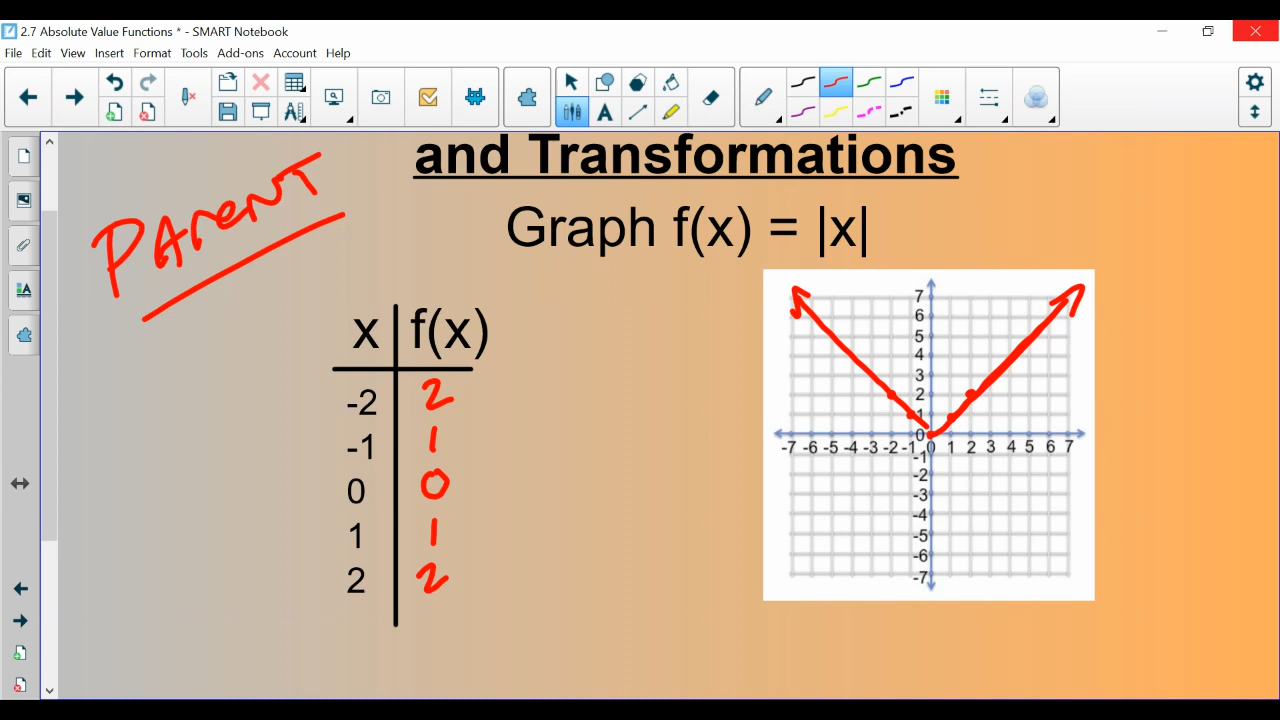 2.7 Absolute Value Functions * - SMART Notebook
File Edit View Insert Format Tools Add-ons Account Help
and Transformations
PArenT
Graph f(x) = |x|
x f(x)
-2 2
-1 1
0 0
1 1
2 2
7
6
5
4
3
2
1
0
-7 -6 -5 -4 -3 -2 -1 0 1 2 3 4 5 6 7
-1
-2
-3
-4
-5
-6
-7